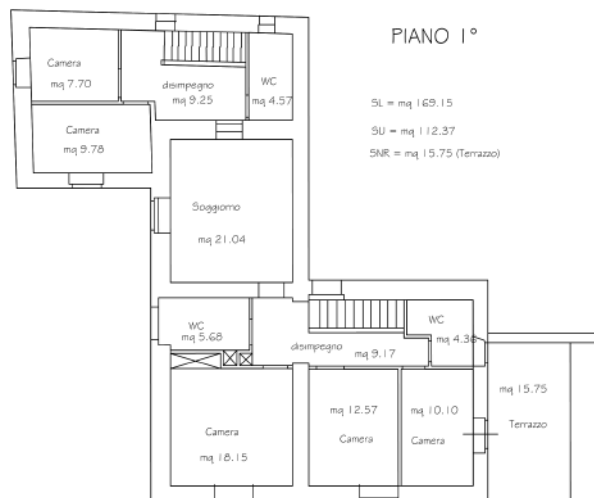 PIANO 1°
SL = mq 169.15
SU = mq 112.37
SNR = mq 15.75 (Terrazzo)
Camera
mq 7.70
disimpegno
mq 9.25
WC
mq 4.57
Camera
mq 9.78
Soggiorno
mq 21.04
WC
mq 5.68
disimpegno
mq 9.17
WC
mq 4.36
mq 15.75
Terrazzo
mq 12.57
Camera
mq 10.10
Camera
Camera
mq 18.15